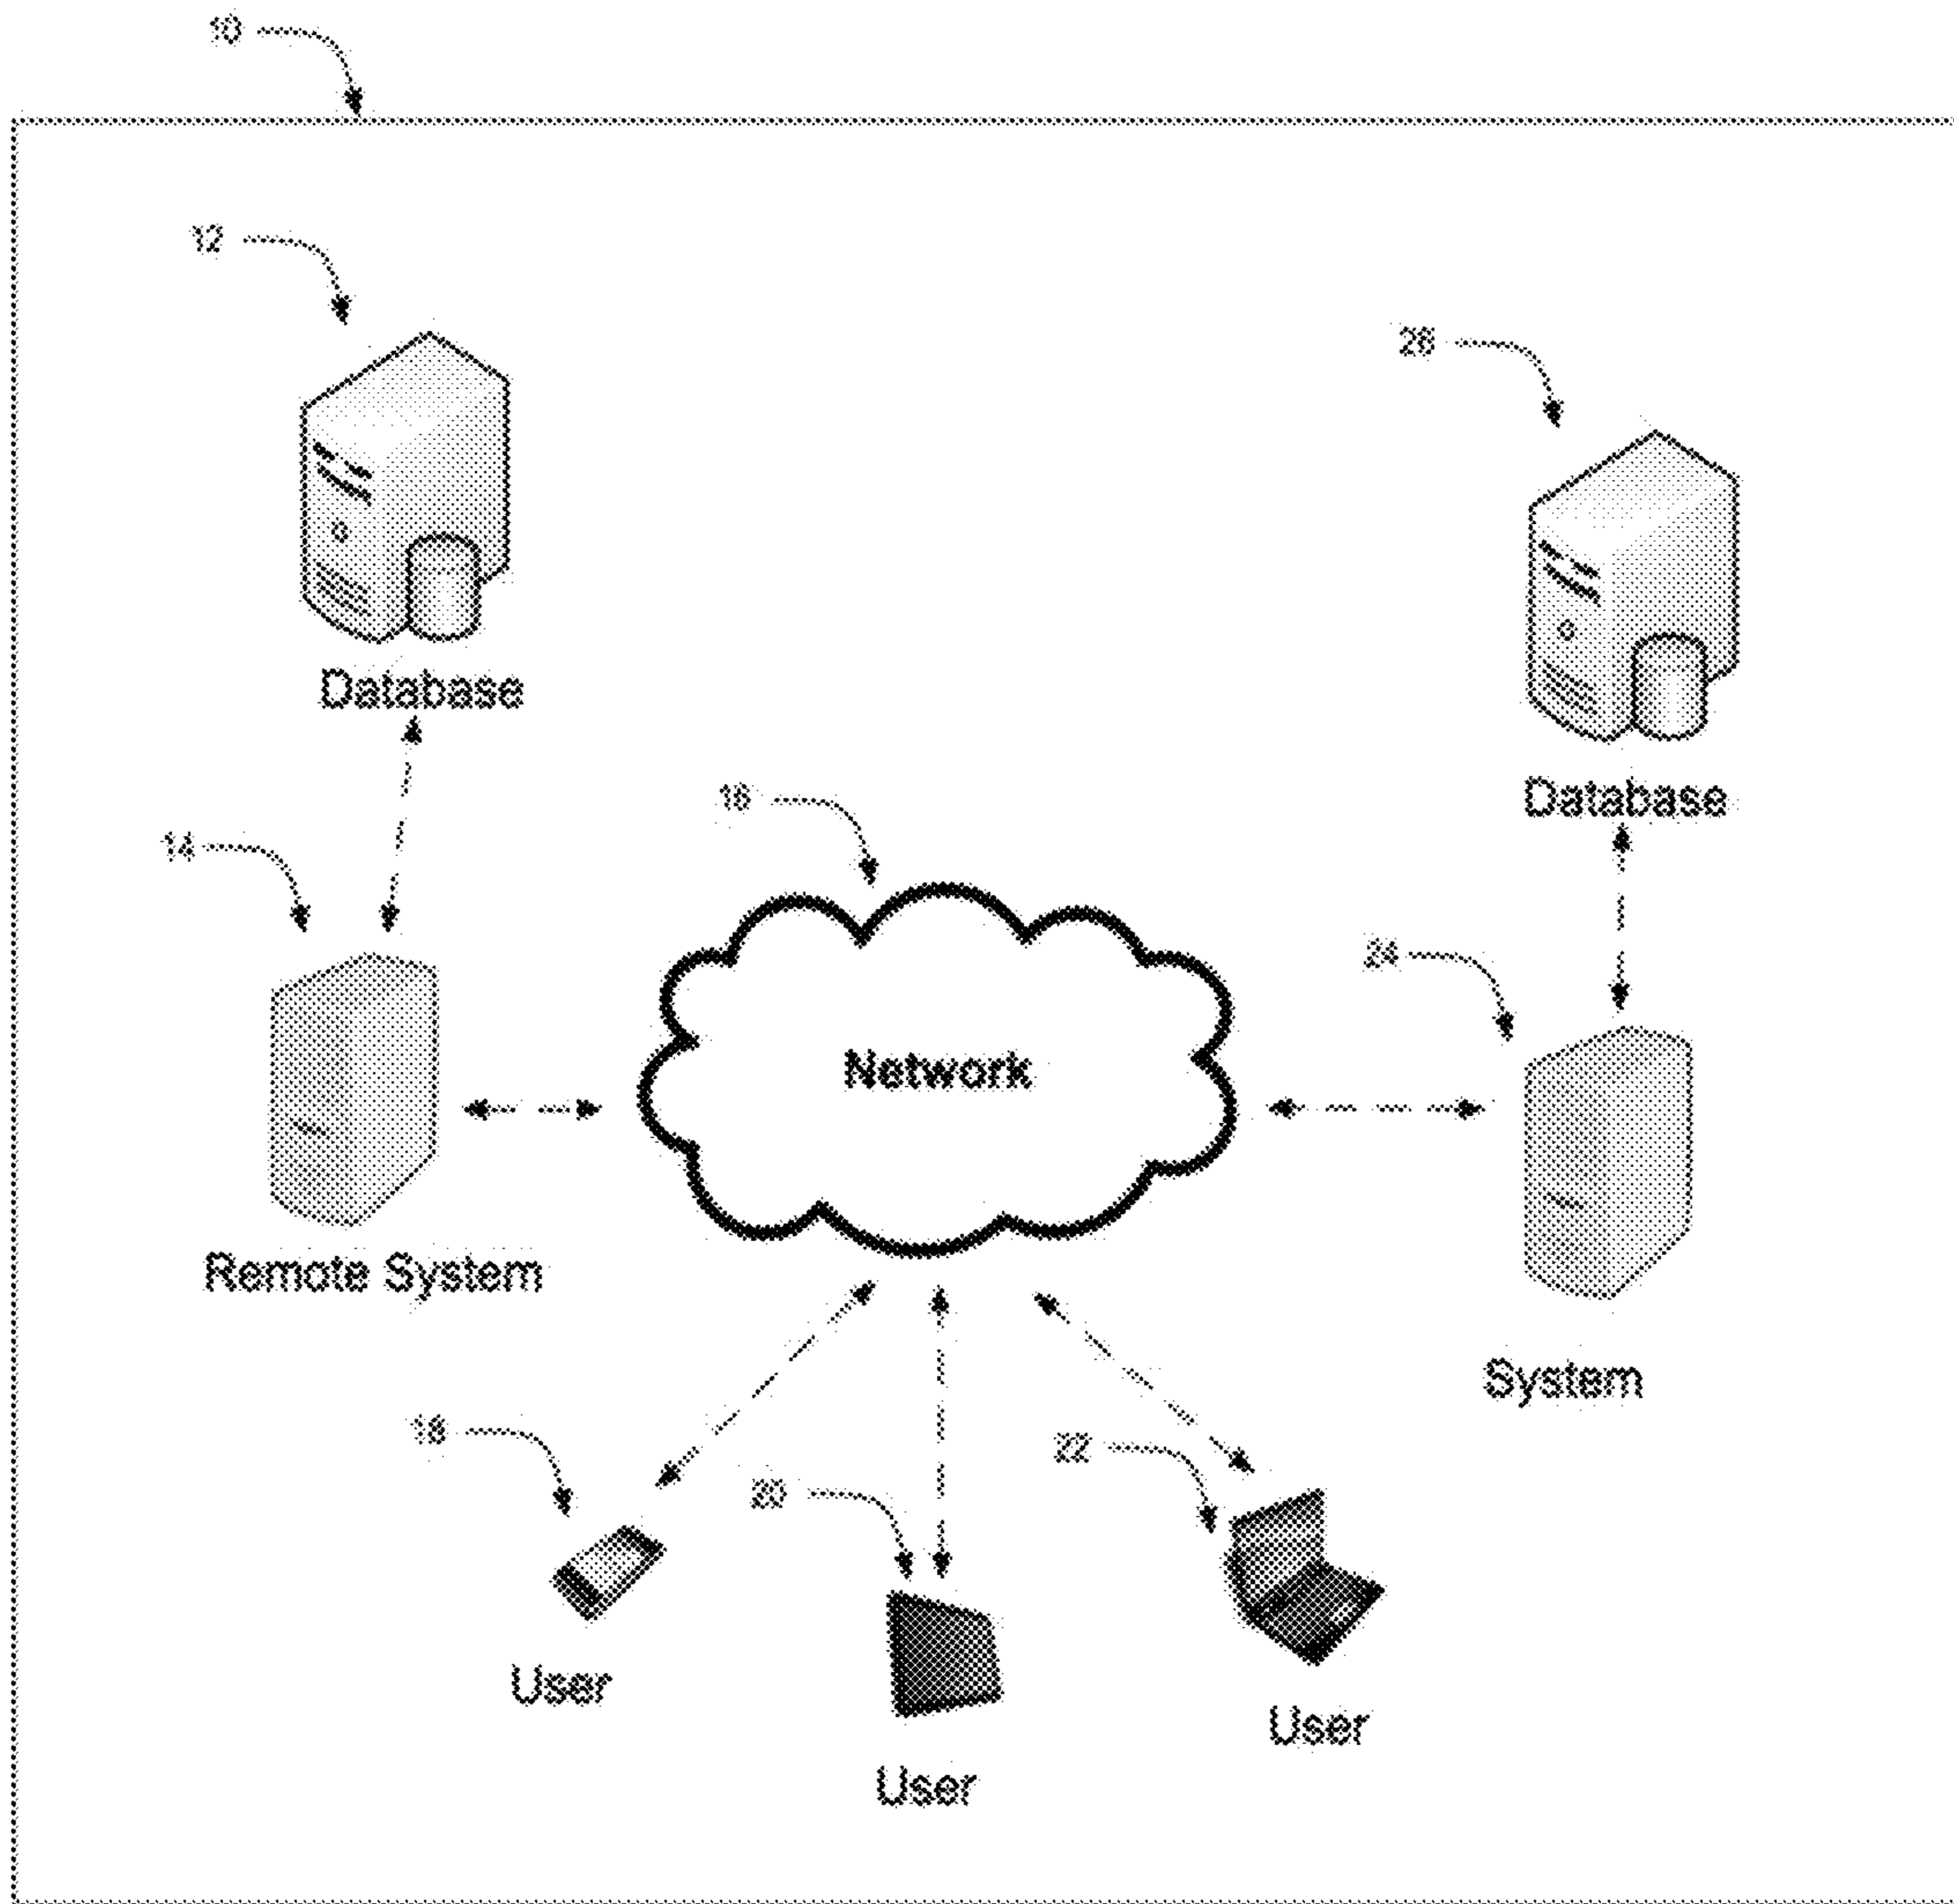 10
12
26
Database
Database
16
14
24
Network
Remote System
System
18
22
20
User
User
User